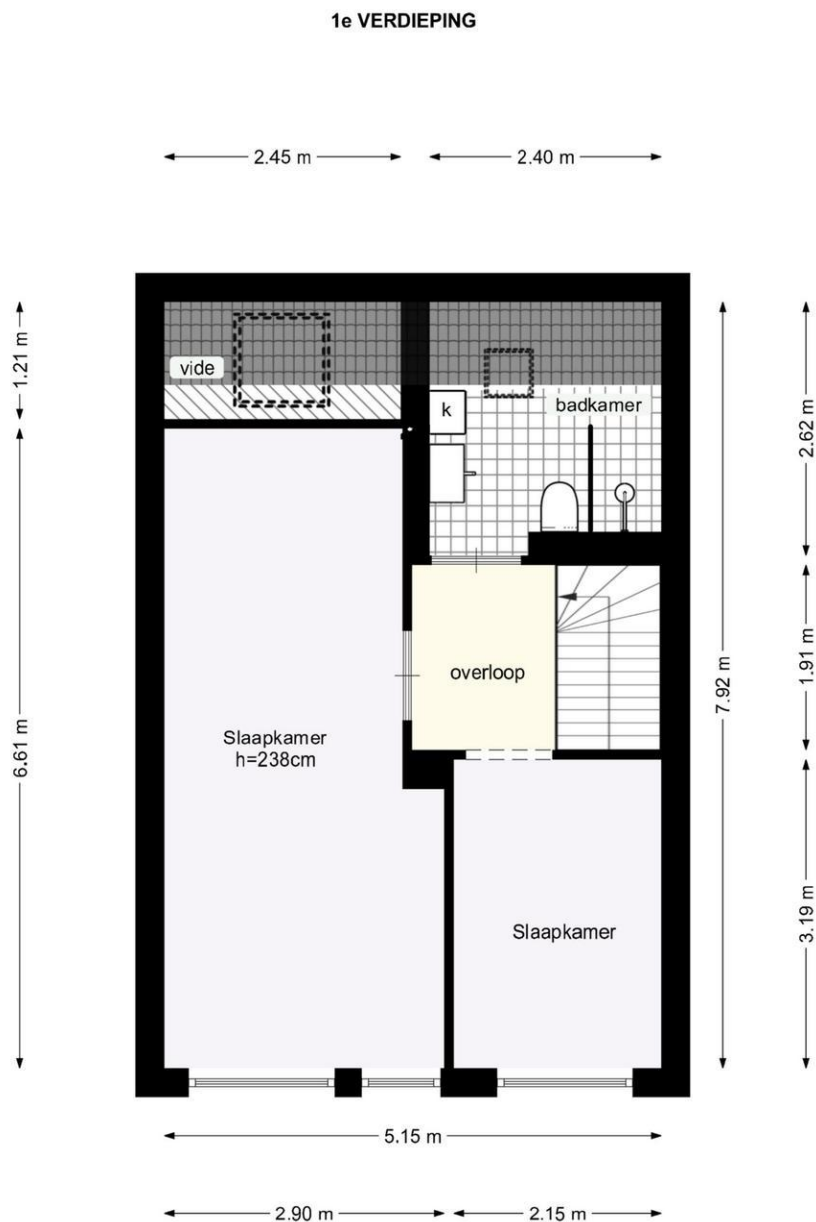 1e VERDIEPING
2.45 m
2.40 m
1.21 m
vide
k
badkamer
2.62 m
overloop
1.91 m
7.92 m
6.61 m
Slaapkamer
h=238cm
Slaapkamer
3.19 m
5.15 m
2.90 m
2.15 m